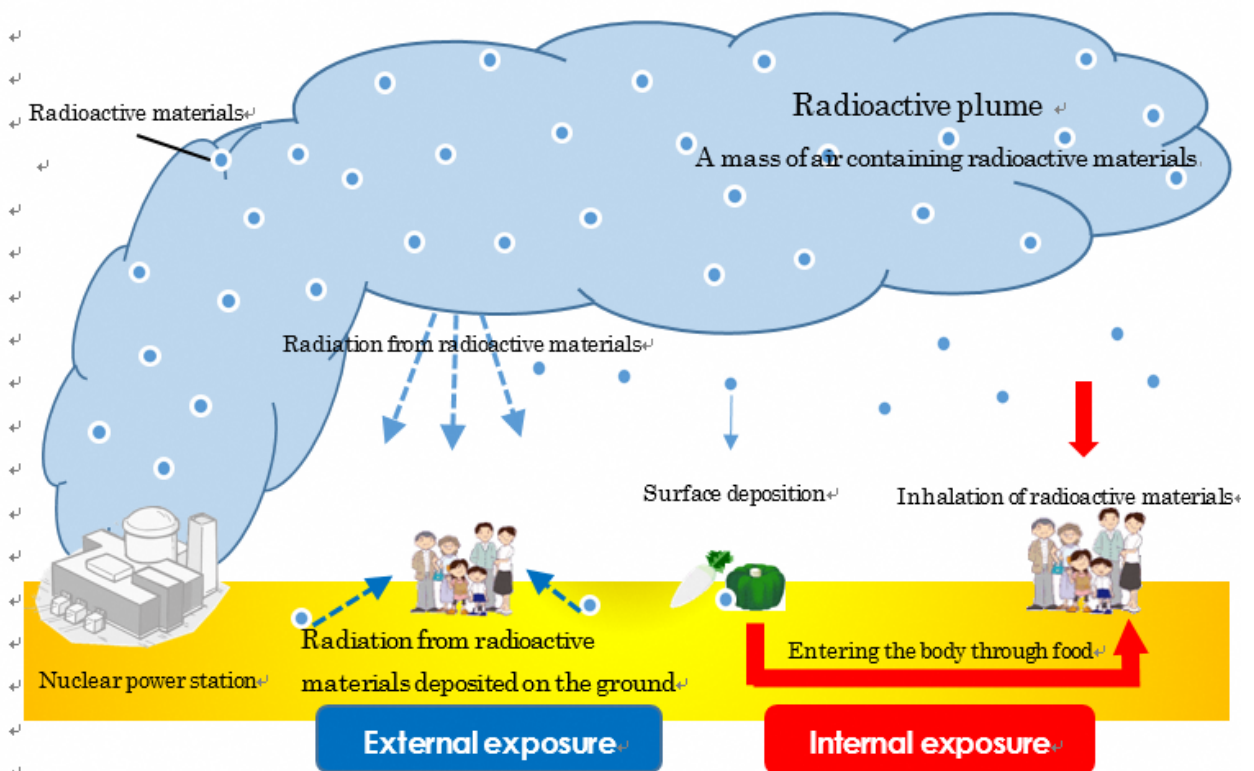 Radioactive materials
Radioactive plume
A mass of air containing radioactive materials
Radiation from radioactive materials
Surface deposition
Inhalation of radioactive materials
Radiation from radioactive
materials deposited on the ground
Entering the body through food
Nuclear power station
External exposure
Internal exposure